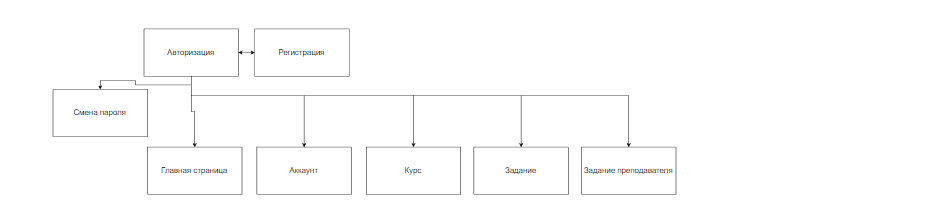 Авторизация
Регистрация
Смена пароля
Главная страница
Аккаунт
Курс
Задание
Задание преподавателя